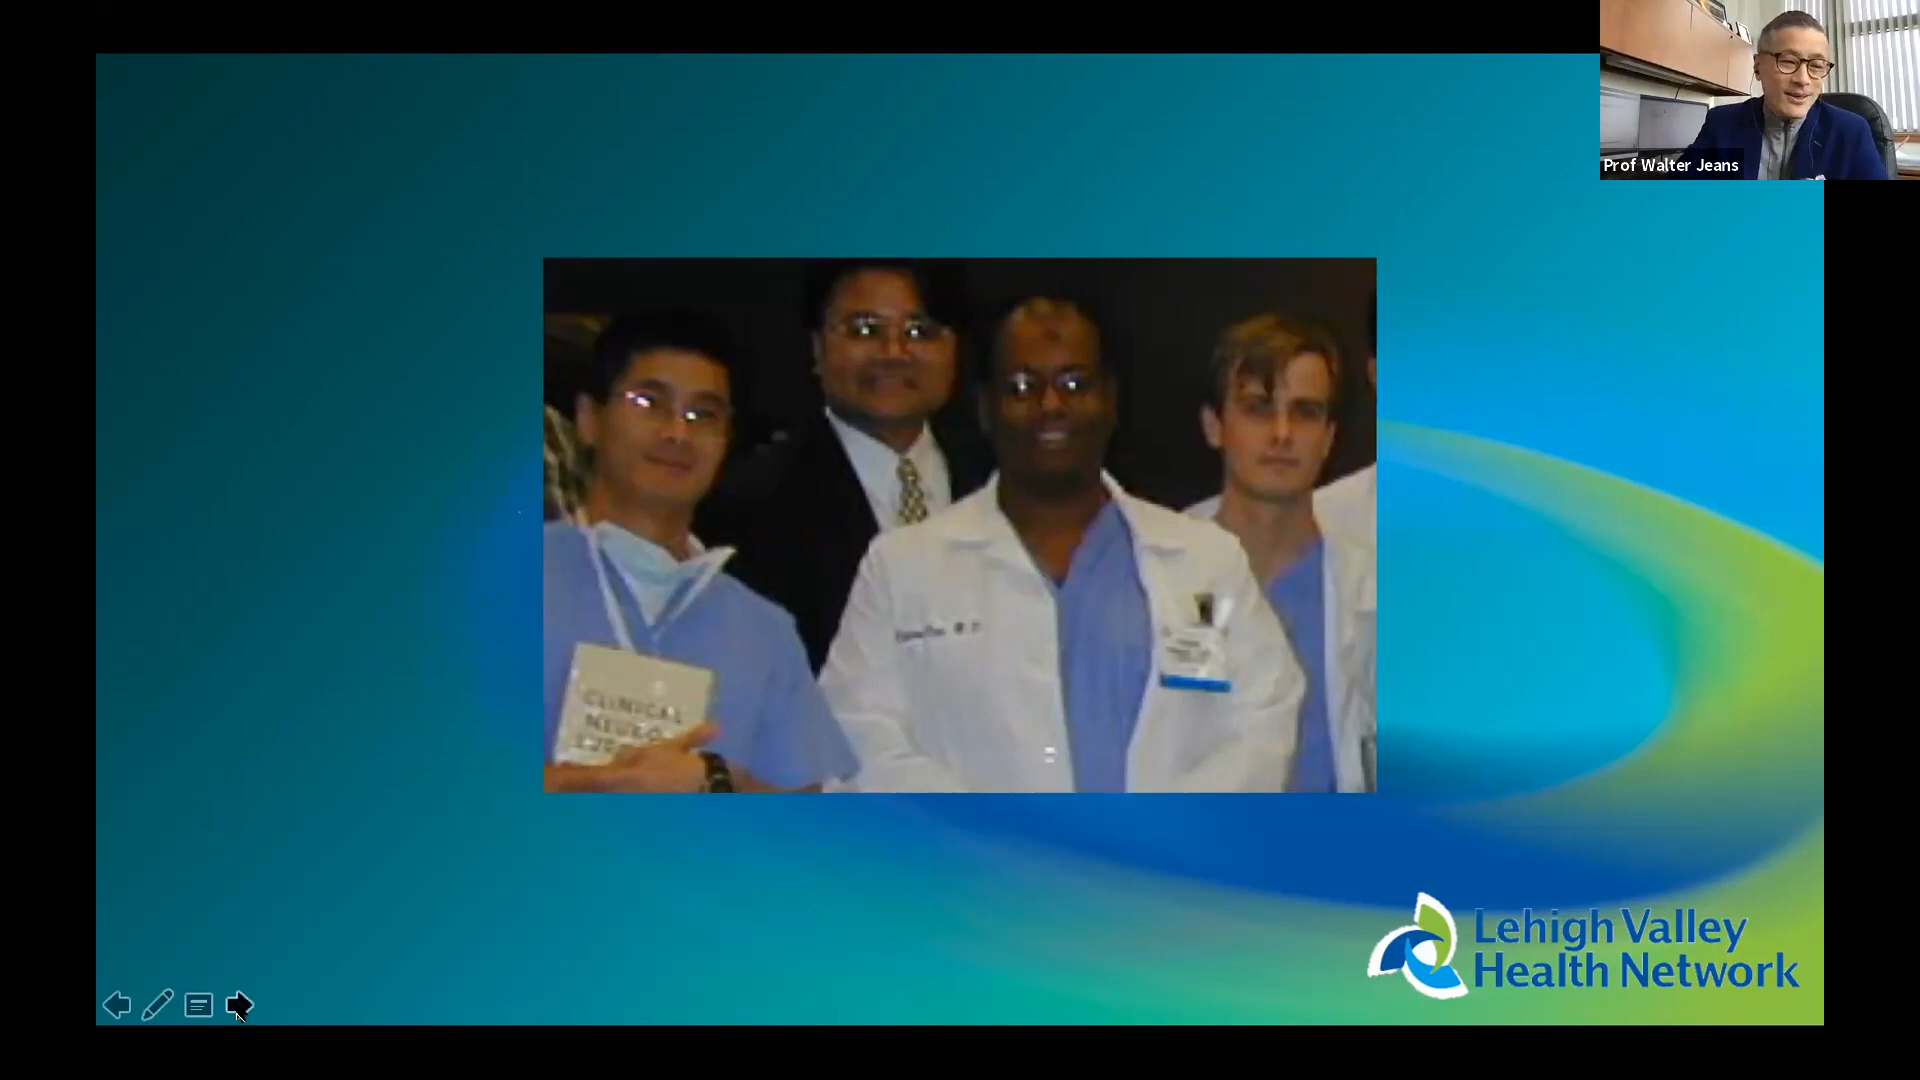 Prof Walter Jeans
CLINICAL
NEURO
M.D.
Lehigh Valley
Health Network